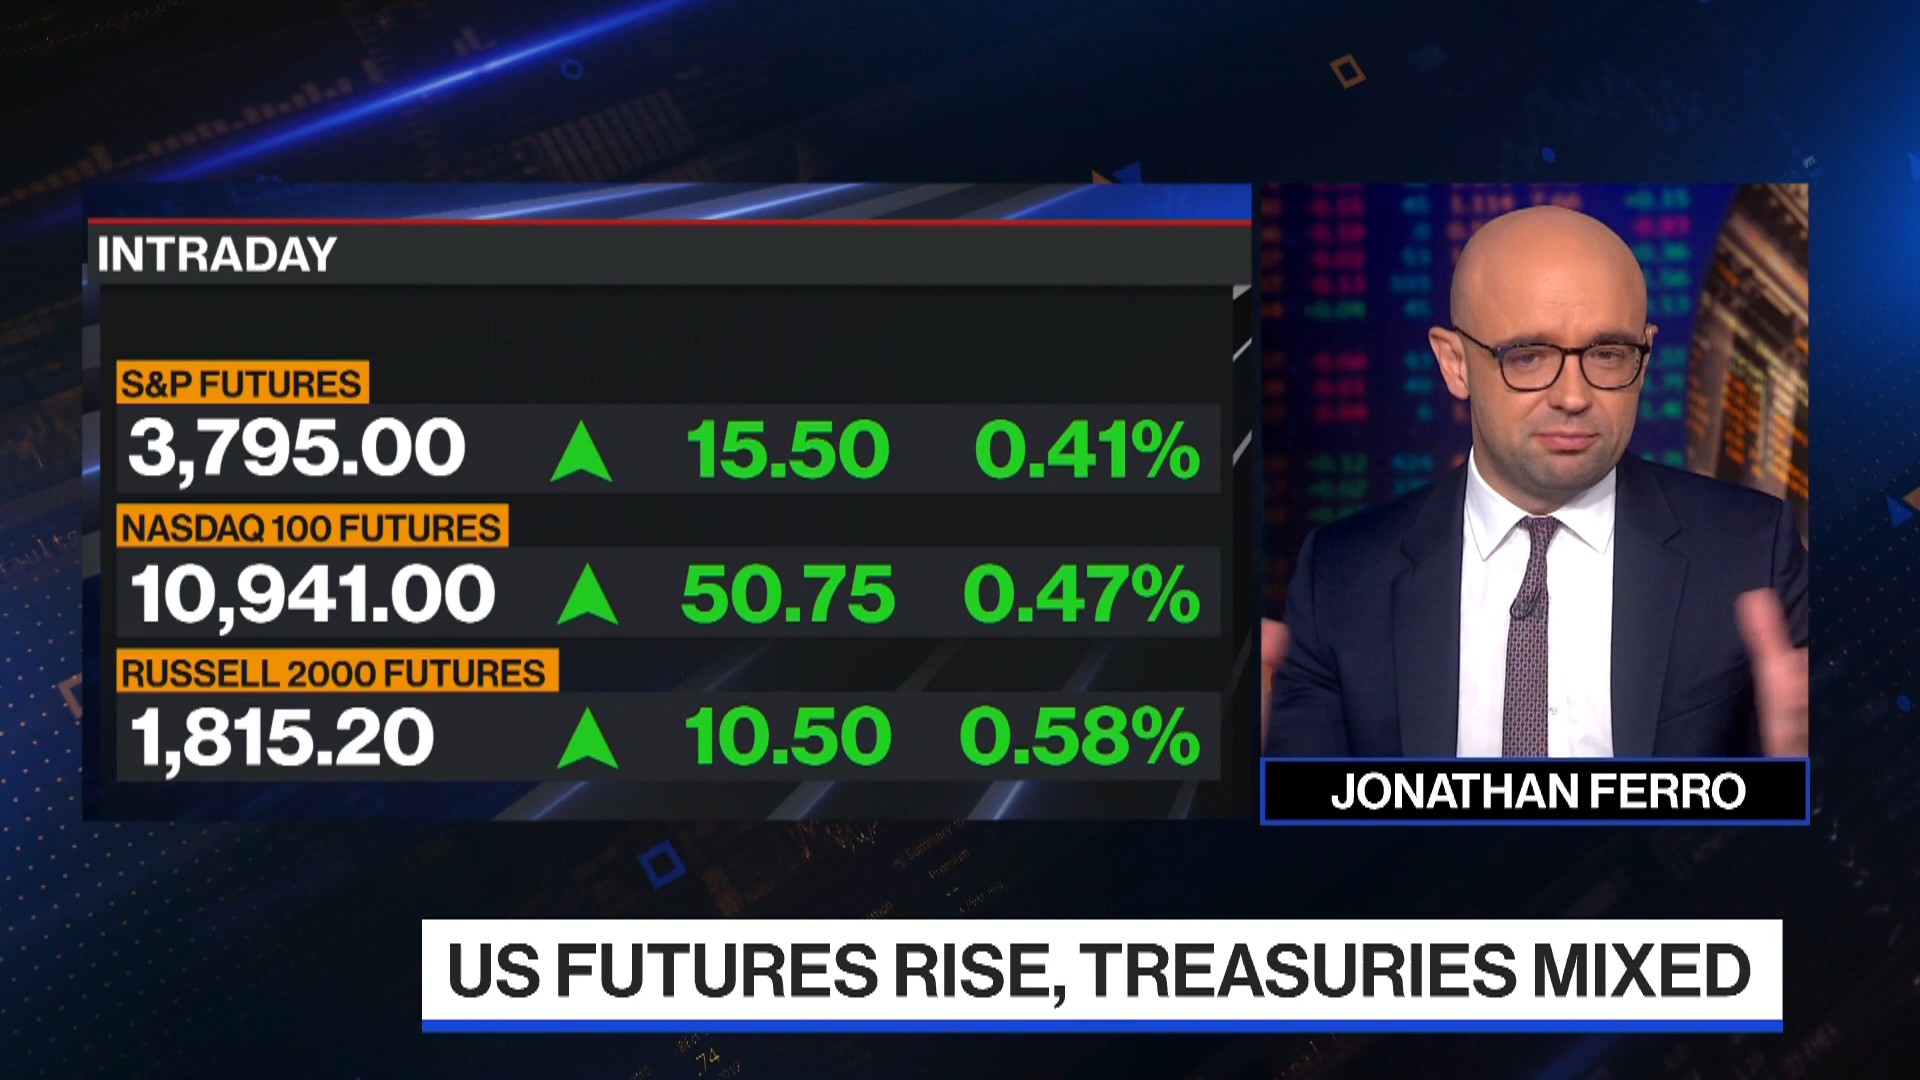 INTRADAY
S&P FUTURES
3,795.00 ▲ 15.50 0.41%
NASDAQ 100 FUTURES
10,941.00 ▲ 50.75 0.47%
RUSSELL 2000 FUTURES
1,815.20 ▲ 10.50 0.58%
JONATHAN FERRO
US FUTURES RISE, TREASURIES MIXED